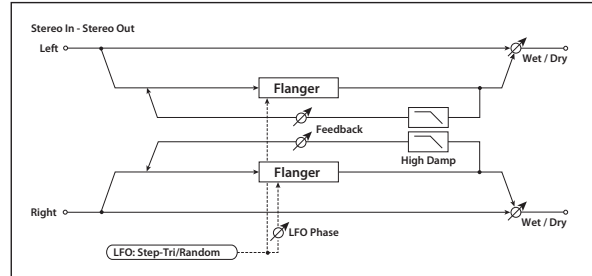 Stereo In - Stereo Out
Left
Wet / Dry
Flanger
Feedback
High Damp
Flanger
Right
LFO Phase
Wet / Dry
LFO: Step-Tri/Random